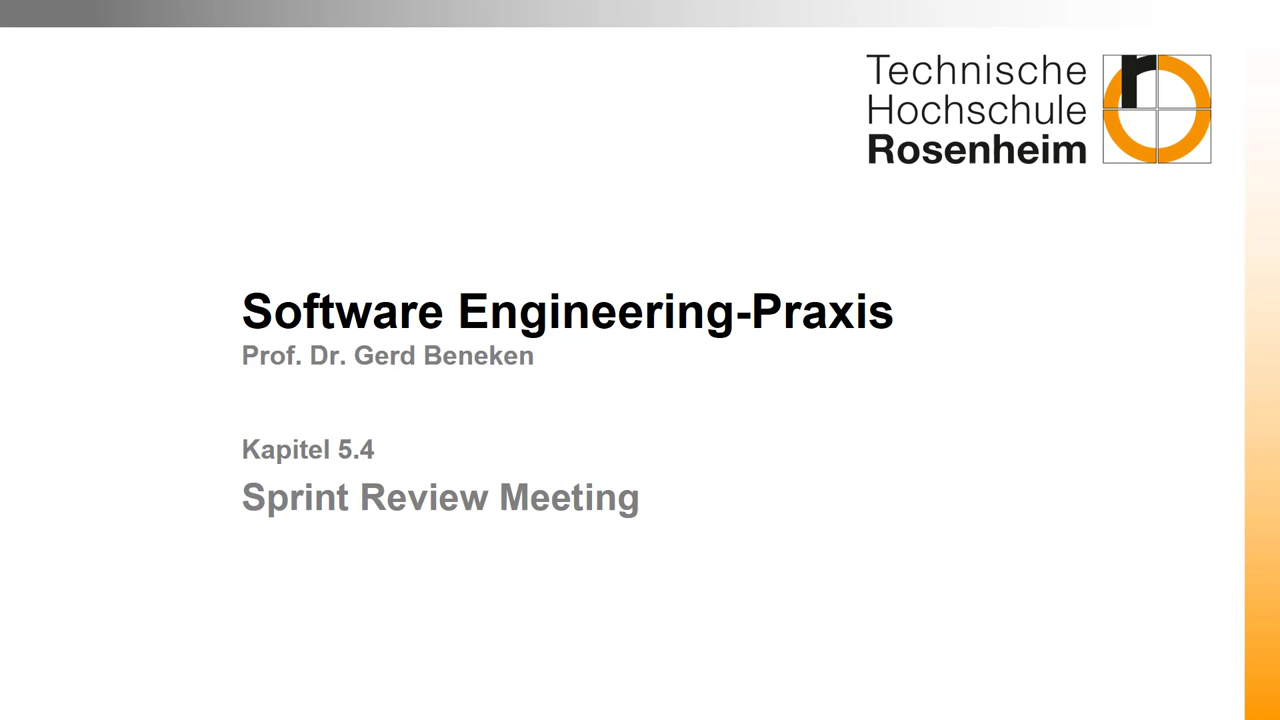 Technische
Hochschule
Rosenheim
Software Engineering-Praxis
Prof. Dr. Gerd Beneken
Kapitel 5.4
Sprint Review Meeting